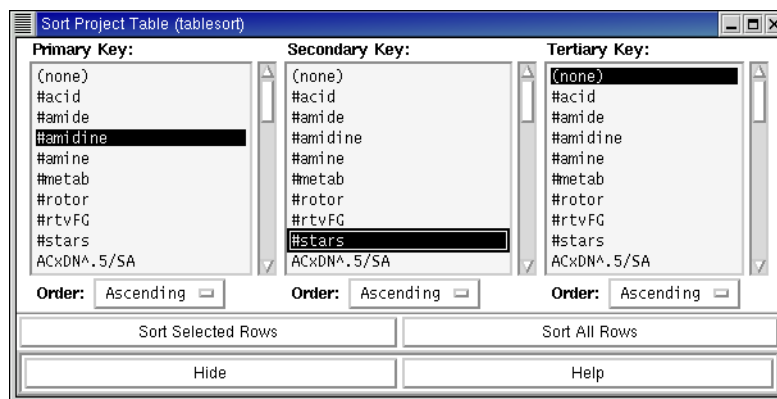 Sort Project Table (tablesort)
Primary Key:
(none)
#acid
#amide
#amidine
#amine
#metab
#rotor
#rtvFG
#stars
ACxDN^.5/SA
Order: Ascending
Secondary Key:
(none)
#acid
#amide
#amidine
#amine
#metab
#rotor
#rtvFG
#stars
ACxDN^.5/SA
Order: Ascending
Tertiary Key:
(none)
#acid
#amide
#amidine
#amine
#metab
#rotor
#rtvFG
#stars
ACxDN^.5/SA
Order: Ascending
Sort Selected Rows
Sort All Rows
Hide
Help